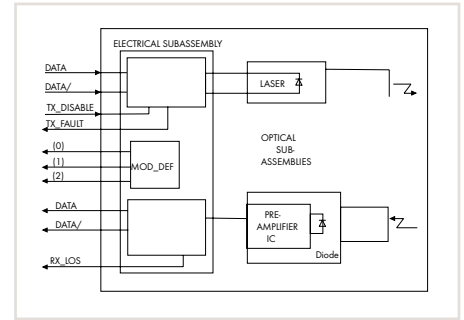 ELECTRICAL SUBASSEMBLY
DATA
DATA/
TX_DISABLE
TX_FAULT
LASER
OPTICAL
SUB-
ASSEMBLIES
(0)
(1)
(2)
MOD_DEF
DATA
DATA/
RX_LOS
PRE-
AMPLIFIER
IC
Diode